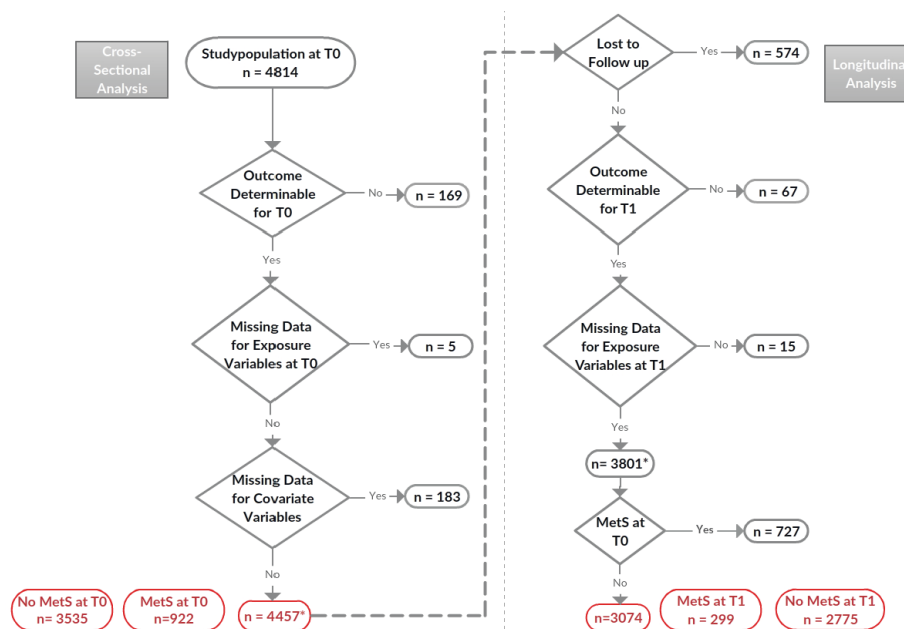 Cross-
Sectional
Analysis
Studypopulation at T0
n = 4814
Outcome
Determinable
for T0
No
n = 169
Yes
Missing Data
for Exposure
Variables at T0
Yes
n = 5
No
Missing Data
for Covariate
Variables
Yes
n = 183
No
No MetS at T0
n= 3535
MetS at T0
n=922
n = 4457*
Lost to
Follow up
Yes
n = 574
Longitudina
Analysis
No
Outcome
Determinable
for T1
No
n = 67
Yes
Missing Data
for Exposure
Variables at T1
No
n = 15
Yes
n= 3801*
MetS at
T0
Yes
n = 727
No
n=3074
MetS at T1
n = 299
No MetS at T1
n = 2775